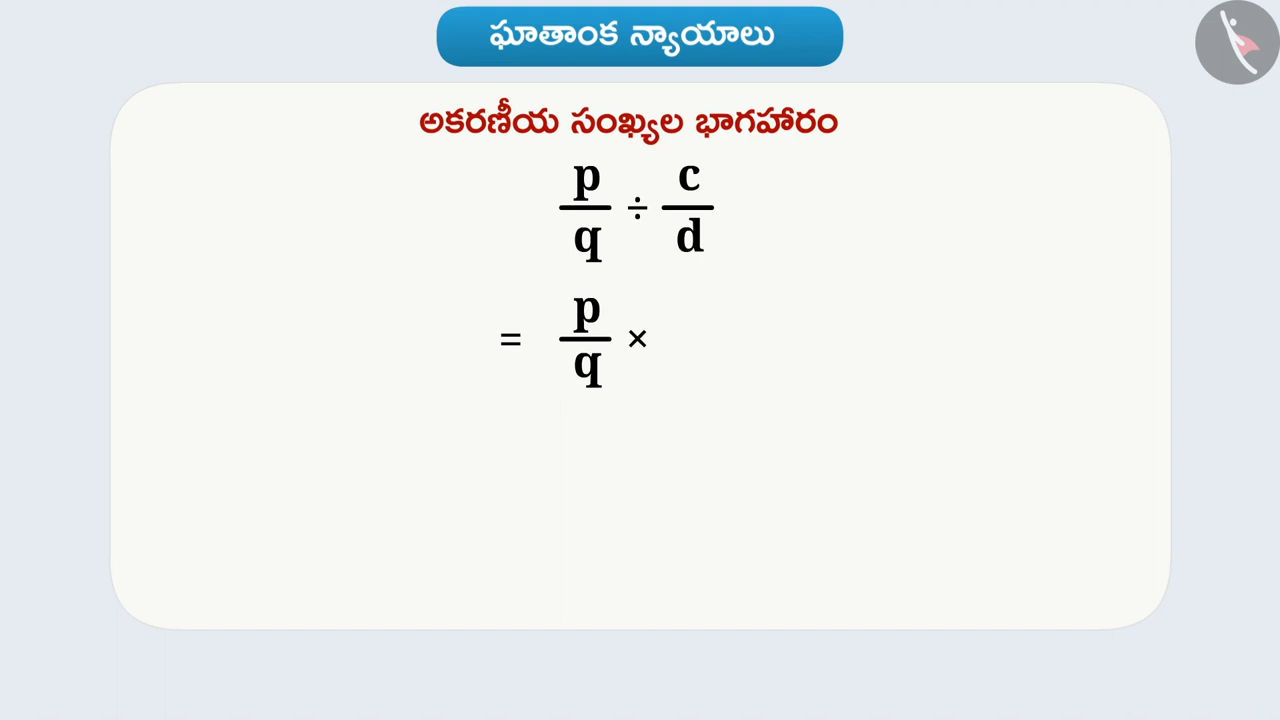 ఘాతాంక న్యాయాలు
అకరణీయ సంఖ్యల భాగహారం
p/q ÷ c/d
= p/q ×